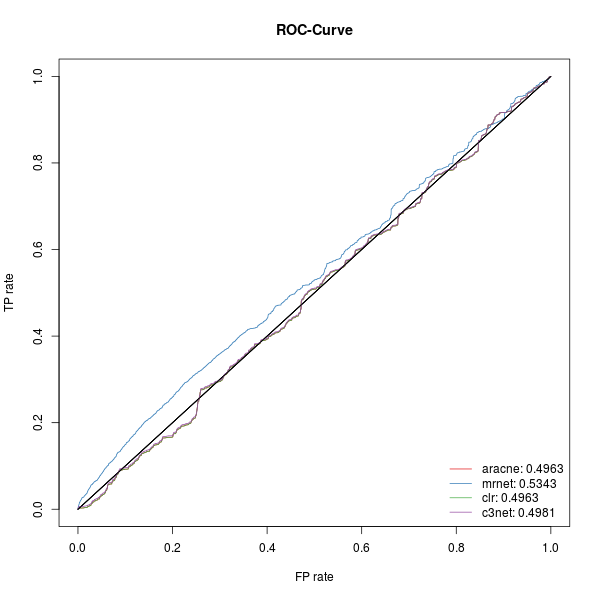 ROC-Curve
TP rate
1.0
0.8
0.6
0.4
0.2
0.0
aracne: 0.4963
mrnet: 0.5343
clr: 0.4963
c3net: 0.4981
0.0 0.2 0.4 0.6 0.8 1.0
FP rate